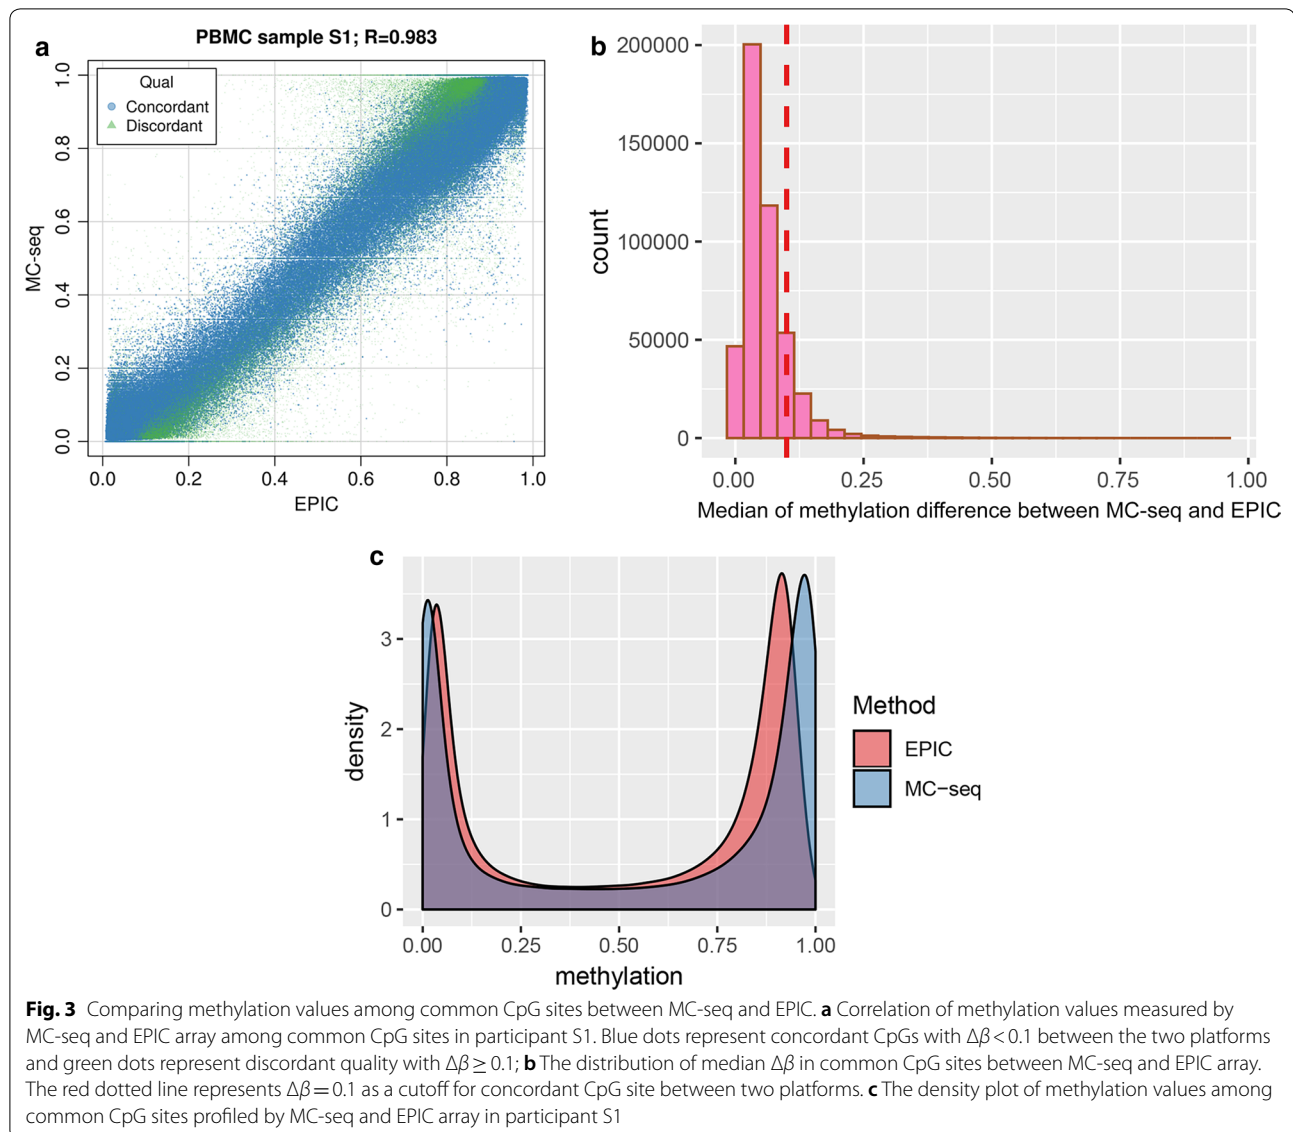 a
PBMC sample S1; R=0.983
Qual
Concordant
Discordant
MC-seq
0.0 0.2 0.4 0.6 0.8 1.0
0.0 0.2 0.4 0.6 0.8 1.0
EPIC
b
200000
150000
100000
50000
0
count
0.00 0.25 0.50 0.75 1.00
Median of methylation difference between MC-seq and EPIC
c
3
2
1
0
density
0.00 0.25 0.50 0.75 1.00
methylation
Method
EPIC
MC−seq
Fig. 3 Comparing methylation values among common CpG sites between MC-seq and EPIC. a Correlation of methylation values measured by
MC-seq and EPIC array among common CpG sites in participant S1. Blue dots represent concordant CpGs with Δβ < 0.1 between the two platforms
and green dots represent discordant quality with Δβ ≥ 0.1; b The distribution of median Δβ in common CpG sites between MC-seq and EPIC array.
The red dotted line represents Δβ = 0.1 as a cutoff for concordant CpG site between two platforms. c The density plot of methylation values among
common CpG sites profiled by MC-seq and EPIC array in participant S1